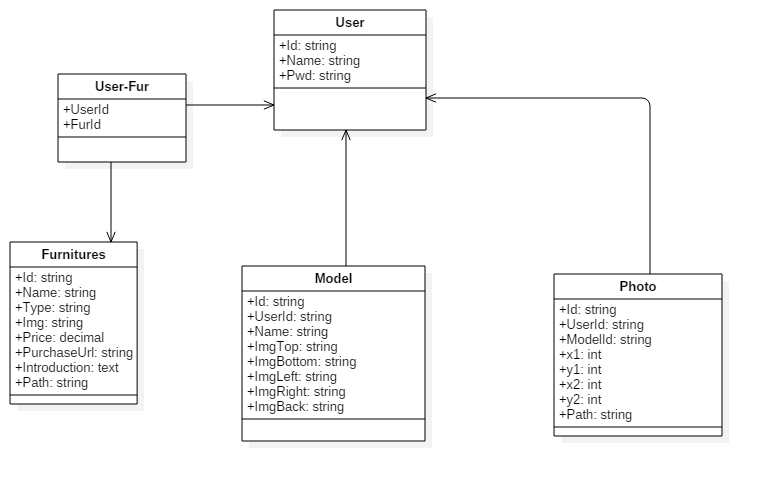 User
+Id: string
+Name: string
+Pwd: string
User-Fur
+UserId
+FurId
Furnitures
+Id: string
+Name: string
+Type: string
+Img: string
+Price: decimal
+PurchaseUrl: string
+Introduction: text
+Path: string
Model
+Id: string
+UserId: string
+Name: string
+ImgTop: string
+ImgBottom: string
+ImgLeft: string
+ImgRight: string
+ImgBack: string
Photo
+Id: string
+UserId: string
+ModelId: string
+x1: int
+y1: int
+x2: int
+y2: int
+Path: string